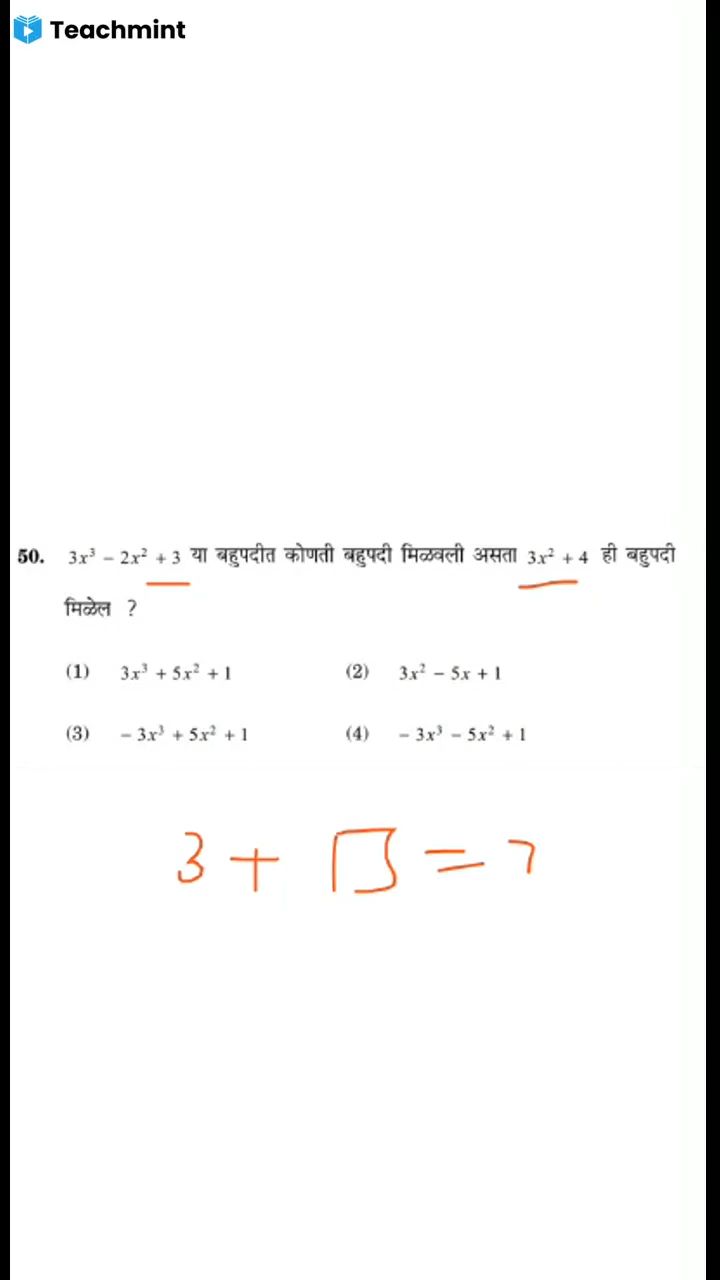 Teachmint
50. 3x³ – 2x² + 3 या बहुपदीत कोणती बहुपदी मिळवली असता 3x² + 4 ही बहुपदी
मिळेल ?
(1) 3x³ + 5x² + 1 (2) 3x² – 5x + 1
(3) – 3x³ + 5x² + 1 (4) – 3x³ – 5x² + 1
3 + □ = 7